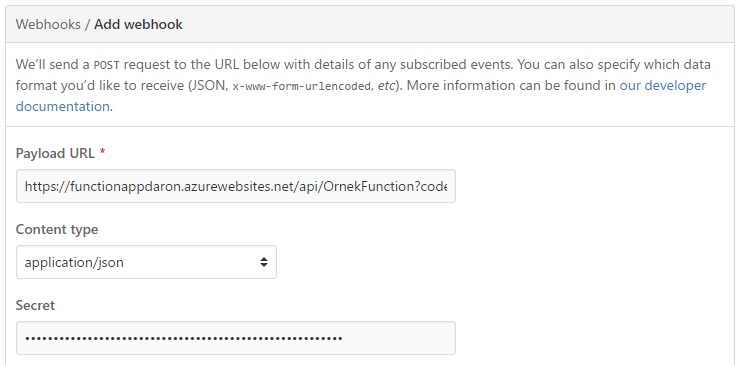 Webhooks / Add webhook
We’ll send a POST request to the URL below with details of any subscribed events. You can also specify which data
format you’d like to receive (JSON, x-www-form-urlencoded, etc). More information can be found in our developer
documentation.
Payload URL *
https://functionappdaron.azurewebsites.net/api/OrnekFunction?code
Content type
application/json
Secret
••••••••••••••••••••••••••••••••••••••••••••••••••••••••